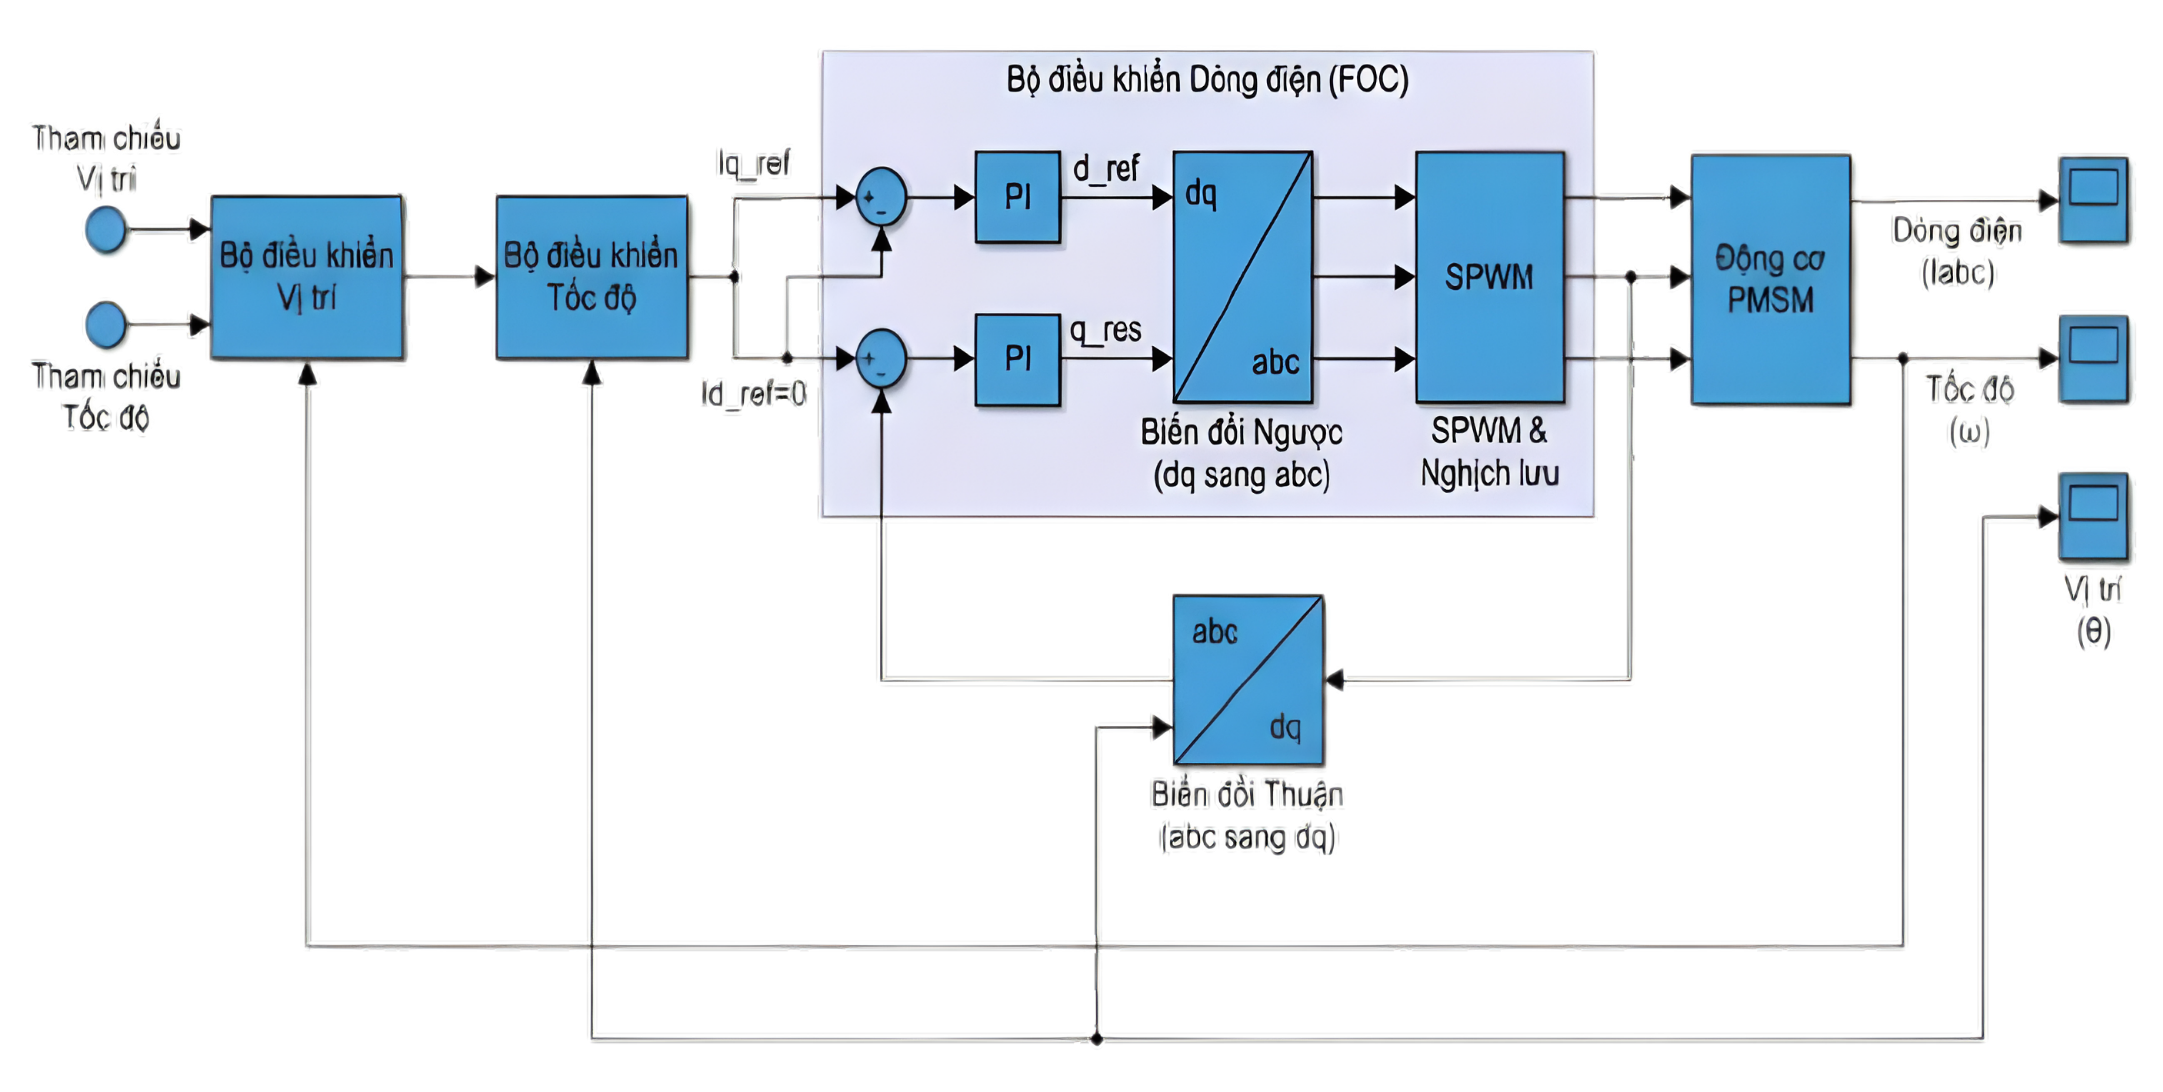 Bộ điều khiển Dòng điện (FOC)
Tham chiếu
Vị trí
Tham chiếu
Tốc độ
Bộ điều khiển
Vị trí
Bộ điều khiển
Tốc độ
Iq_ref
Id_ref=0
+
-
+
-
PI
PI
d_ref
q_res
dq
abc
Biến đổi Ngược
(dq sang abc)
SPWM
SPWM &
Nghịch lưu
Động cơ
PMSM
Dòng điện
(Iabc)
Tốc độ
(ω)
Vị trí
(θ)
abc
dq
Biến đổi Thuận
(abc sang dq)